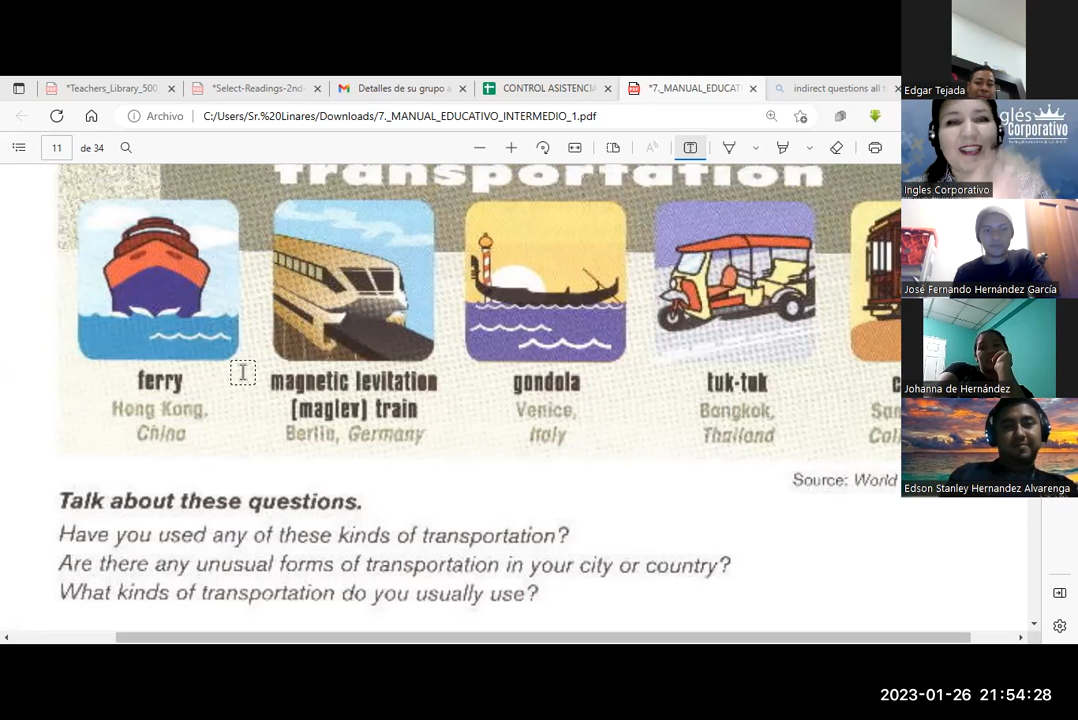 Edgar Tejada
*Teachers_Library_500_
*Select-Readings-2nd-
Detalles de su grupo a
CONTROL ASISTENCIA
*7._MANUAL_EDUCAT
indirect questions all
Archivo
C:/Users/Sr.%20Linares/Downloads/7._MANUAL_EDUCATIVO_INTERMEDIO_1.pdf
glés
Corporativo
11
de 34
Ingles Corporativo
Transportation
José Fernando Hernández García
ferry
Hong Kong,
China
magnetic levitation
(maglev) train
Berlin, Germany
gondola
Venice,
Italy
tuk-tuk
Bangkok,
Thailand
Johanna de Hernández
Source: World
Edson Stanley Hernandez Alvarenga
Talk about these questions.
Have you used any of these kinds of transportation?
Are there any unusual forms of transportation in your city or country?
What kinds of transportation do you usually use?
2023-01-26 21:54:28